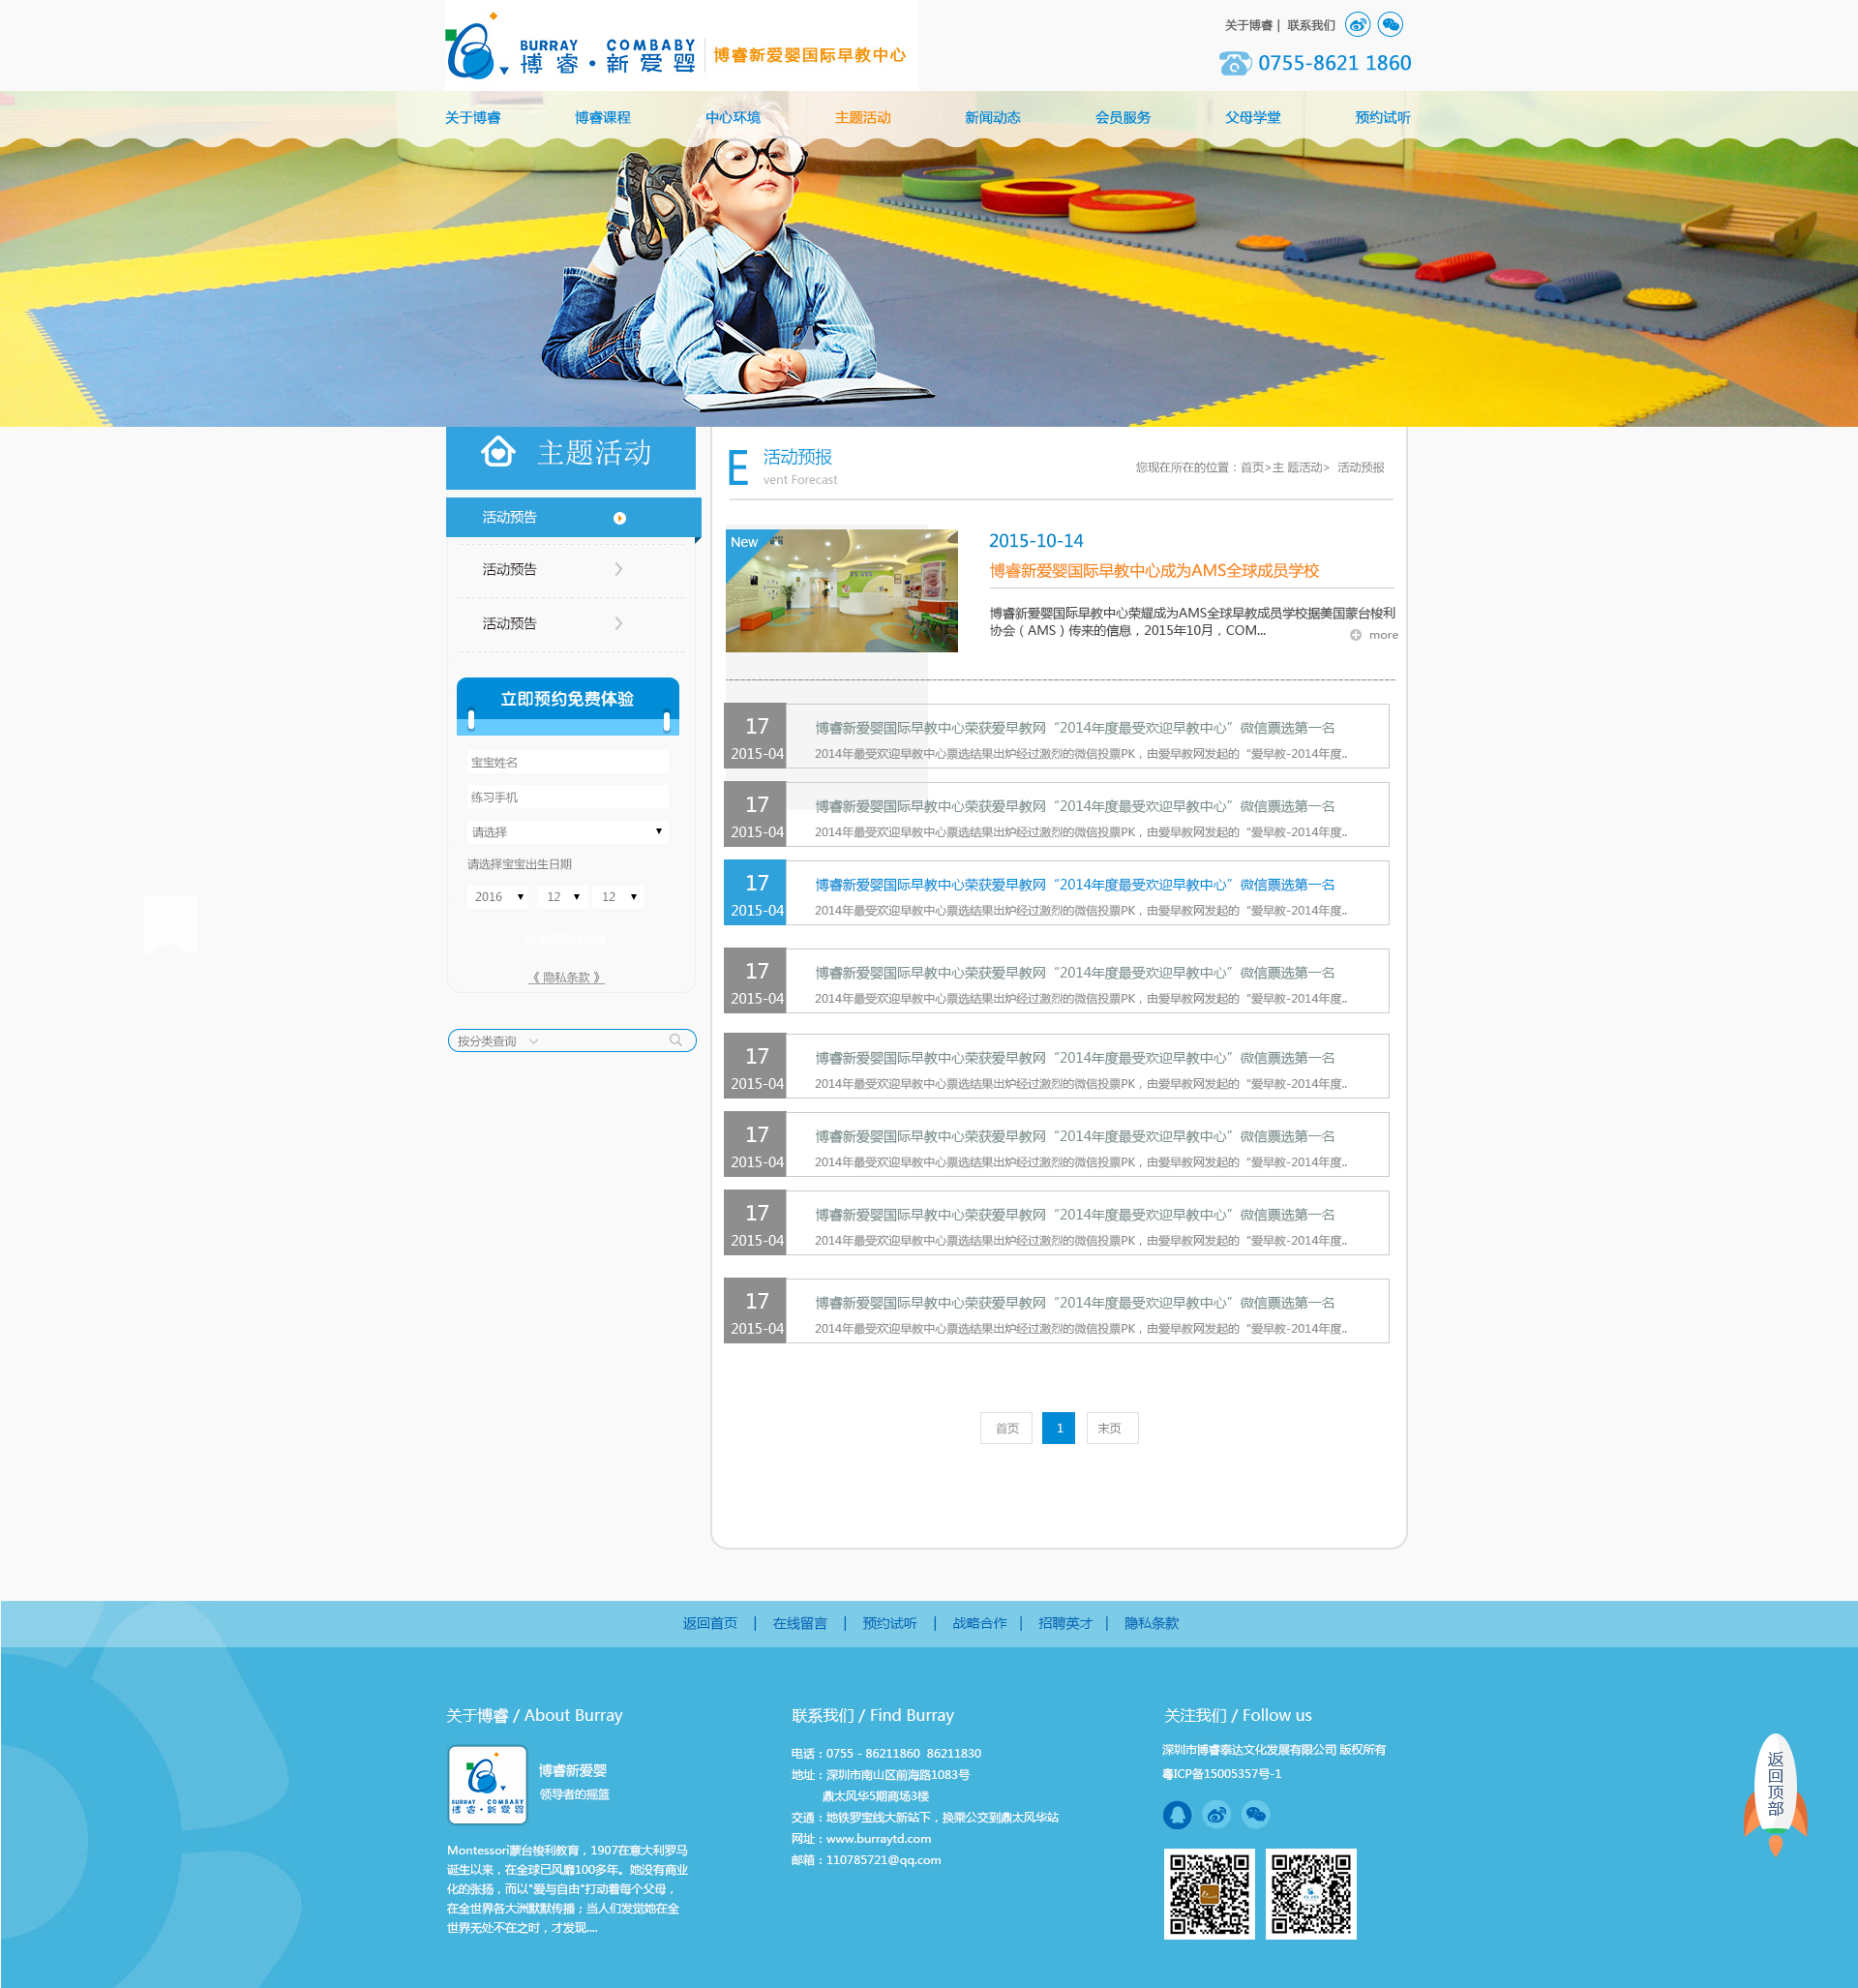 BURRAY COMBABY
博睿·新爱婴
博睿新爱婴国际早教中心
关于博睿 | 联系我们
0755-8621 1860
关于博睿 博睿课程 中心环境 主题活动 新闻动态 会员服务 父母学堂 预约试听
主题活动
活动预告
活动预告
活动预告
立即预约免费体验
宝宝姓名
练习手机
请选择
请选择宝宝出生日期
2016 12 12
《 隐私条款 》
按分类查询
E 活动预报
vent Forecast
您现在所在的位置：首页>主 题活动> 活动预报
New
2015-10-14
博睿新爱婴国际早教中心成为AMS全球成员学校
博睿新爱婴国际早教中心荣耀成为AMS全球早教成员学校据美国蒙台梭利
协会（AMS）传来的信息，2015年10月，COM...
more
17
2015-04
博睿新爱婴国际早教中心荣获爱早教网“2014年度最受欢迎早教中心”微信票选第一名
2014年最受欢迎早教中心票选结果出炉经过激烈的微信投票PK，由爱早教网发起的“爱早教-2014年度..
17
2015-04
博睿新爱婴国际早教中心荣获爱早教网“2014年度最受欢迎早教中心”微信票选第一名
2014年最受欢迎早教中心票选结果出炉经过激烈的微信投票PK，由爱早教网发起的“爱早教-2014年度..
17
2015-04
博睿新爱婴国际早教中心荣获爱早教网“2014年度最受欢迎早教中心”微信票选第一名
2014年最受欢迎早教中心票选结果出炉经过激烈的微信投票PK，由爱早教网发起的“爱早教-2014年度..
17
2015-04
博睿新爱婴国际早教中心荣获爱早教网“2014年度最受欢迎早教中心”微信票选第一名
2014年最受欢迎早教中心票选结果出炉经过激烈的微信投票PK，由爱早教网发起的“爱早教-2014年度..
17
2015-04
博睿新爱婴国际早教中心荣获爱早教网“2014年度最受欢迎早教中心”微信票选第一名
2014年最受欢迎早教中心票选结果出炉经过激烈的微信投票PK，由爱早教网发起的“爱早教-2014年度..
17
2015-04
博睿新爱婴国际早教中心荣获爱早教网“2014年度最受欢迎早教中心”微信票选第一名
2014年最受欢迎早教中心票选结果出炉经过激烈的微信投票PK，由爱早教网发起的“爱早教-2014年度..
17
2015-04
博睿新爱婴国际早教中心荣获爱早教网“2014年度最受欢迎早教中心”微信票选第一名
2014年最受欢迎早教中心票选结果出炉经过激烈的微信投票PK，由爱早教网发起的“爱早教-2014年度..
17
2015-04
博睿新爱婴国际早教中心荣获爱早教网“2014年度最受欢迎早教中心”微信票选第一名
2014年最受欢迎早教中心票选结果出炉经过激烈的微信投票PK，由爱早教网发起的“爱早教-2014年度..
首页 1 末页
返回首页 | 在线留言 | 预约试听 | 战略合作 | 招聘英才 | 隐私条款
关于博睿 / About Burray
BURRAY COMBABY
博睿·新爱婴
博睿新爱婴
领导者的摇篮
Montessori蒙台梭利教育，1907在意大利罗马
诞生以来，在全球已风靡100多年。她没有商业
化的张扬，而以"爱与自由"打动着每个父母，
在全世界各大洲默默传播；当人们发觉她在全
世界无处不在之时，才发现....
联系我们 / Find Burray
电话：0755 - 86211860 86211830
地址：深圳市南山区前海路1083号
鼎太风华5期商场3楼
交通：地铁罗宝线大新站下，换乘公交到鼎太风华站
网址：www.burraytd.com
邮箱：110785721@qq.com
关注我们 / Follow us
深圳市博睿泰达文化发展有限公司 版权所有
粤ICP备15005357号-1
返回顶部